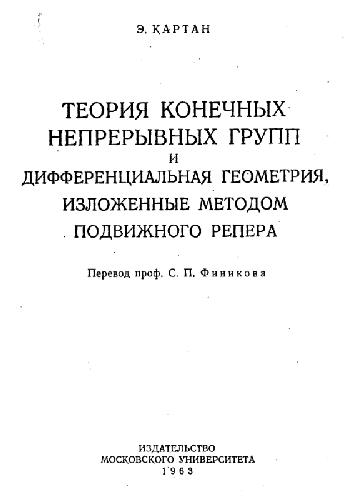 Э. КАРТАН
ТЕОРИЯ КОНЕЧНЫХ
НЕПРЕРЫВНЫХ ГРУПП
И
ДИФФЕРЕНЦИАЛЬНАЯ ГЕОМЕТРИЯ,
ИЗЛОЖЕННЫЕ МЕТОДОМ
ПОДВИЖНОГО РЕПЕРА
Перевод проф. С. П. Финикова
ИЗДАТЕЛЬСТВО
МОСКОВСКОГО УНИВЕРСИТЕТА
1963